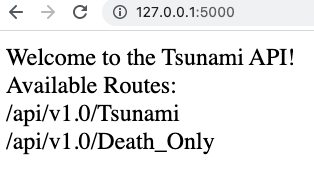 127.0.0.1:5000
Welcome to the Tsunami API!
Available Routes:
/api/v1.0/Tsunami
/api/v1.0/Death_Only